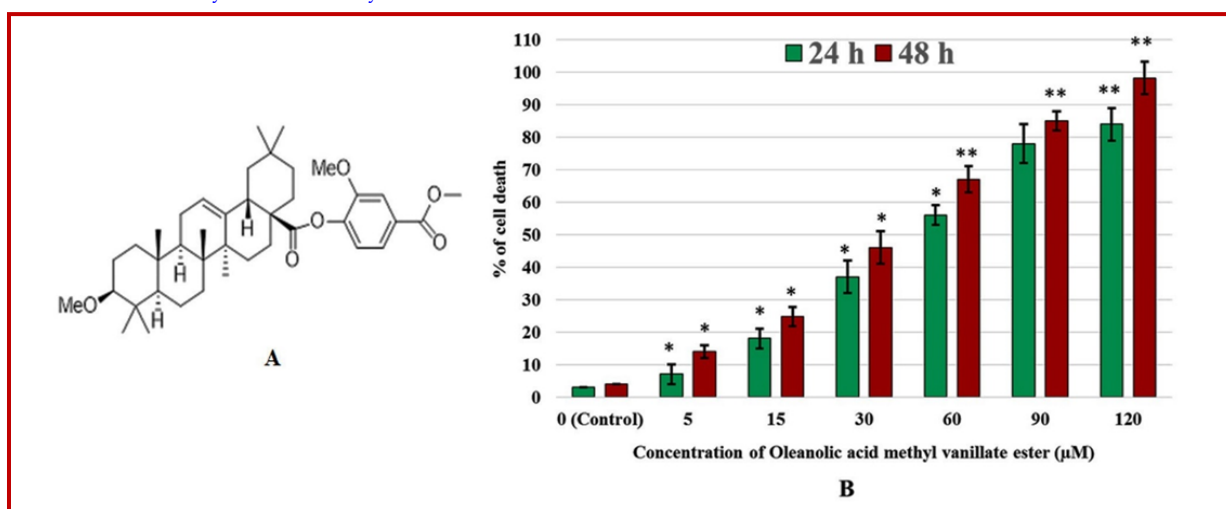 MeO
MeO
O
O
O
O
H
H
H
A
24 h 48 h
% of cell death
110
100
90
80
70
60
50
40
30
20
10
0
* * * * * * * ** ** ** **
0 (Control) 5 15 30 60 90 120
Concentration of Oleanolic acid methyl vanillate ester (µM)
B